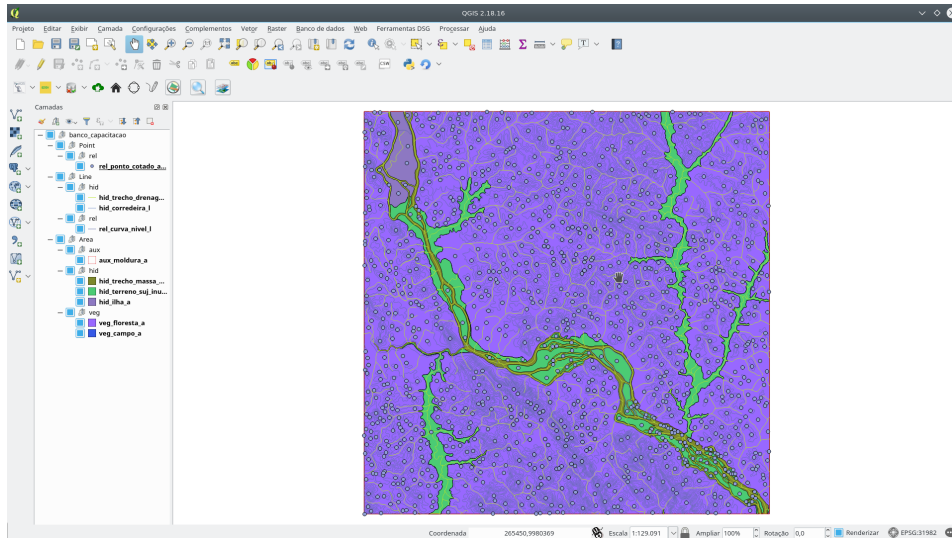 QGIS 2.18.16
Projeto Editar Exibir Camada Configurações Complementos Vetor Raster Banco de dados Web Ferramentas DSG Processar Ajuda
CSW
Camadas
banco_capacitacao
Point
rel
rel_ponto_cotado_a...
Line
hid
hid_trecho_drenag...
hid_corredeira_l
rel
rel_curva_nivel_l
Area
aux
aux_moldura_a
hid
hid_trecho_massa_...
hid_terreno_suj_inu...
hid_ilha_a
veg
veg_floresta_a
veg_campo_a
Coordenada 265450,9980369 Escala 1:129.091 Ampliar 100% Rotação 0,0 Renderizar EPSG:31982